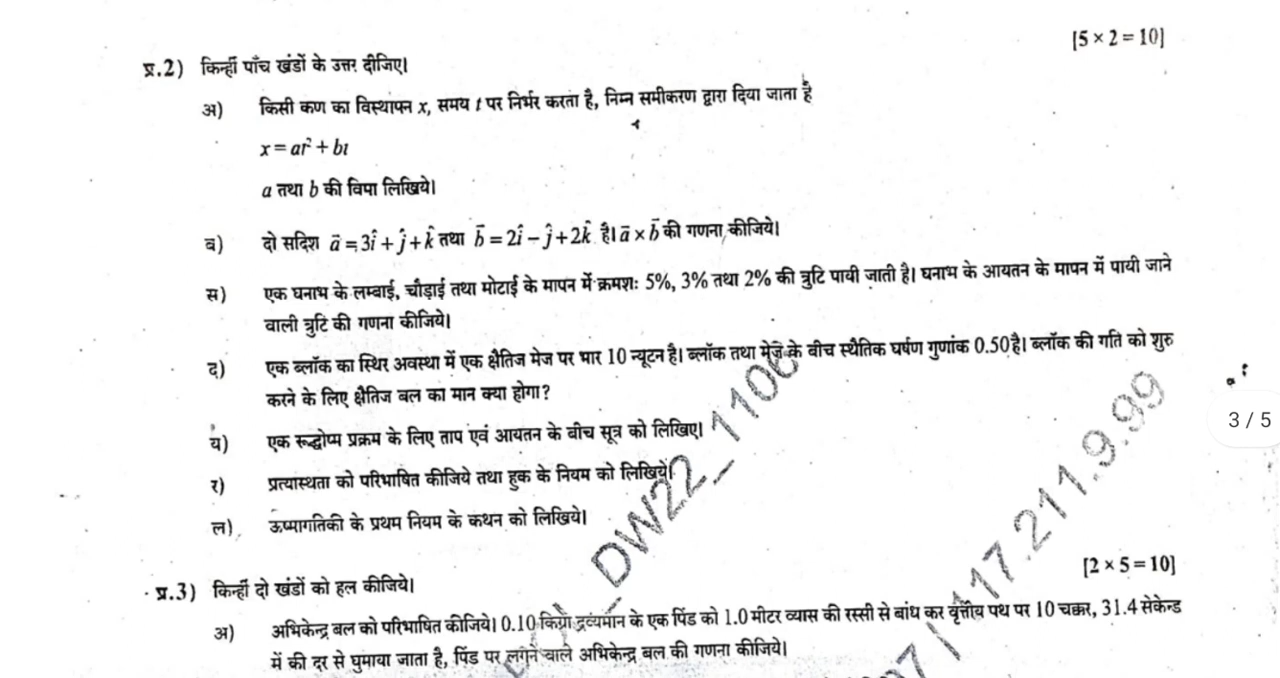 [5 × 2 = 10]
प्र.2) किन्हीं पाँच खंडों के उत्तर दीजिए।
अ) किसी कण का विस्थापन x, समय t पर निर्भर करता है, निम्न समीकरण द्वारा दिया जाता है
x = at² + bt
a तथा b की विमा लिखिये।
ब) दो सदिश a̅ = 3î + ĵ + k̂ तथा b̅ = 2î − ĵ + 2k̂ है। a̅ × b̅ की गणना कीजिये।
स) एक घनाभ के लम्बाई, चौड़ाई तथा मोटाई के मापन में क्रमशः 5%, 3% तथा 2% की त्रुटि पायी जाती है। घनाभ के आयतन के मापन में पायी जाने
वाली त्रुटि की गणना कीजिये।
द) एक ब्लॉक का स्थिर अवस्था में एक क्षैतिज मेज पर भार 10 न्यूटन है। ब्लॉक तथा मेज के बीच स्थैतिक घर्षण गुणांक 0.50 है। ब्लॉक की गति को शुरु
करने के लिए क्षैतिज बल का मान क्या होगा?
3 / 5
य) एक रूद्धोष्म प्रक्रम के लिए ताप एवं आयतन के बीच सूत्र को लिखिए।
र) प्रत्यास्थता को परिभाषित कीजिये तथा हुक के नियम को लिखिये।
ल) ऊष्मागतिकी के प्रथम नियम के कथन को लिखिये।
_DW22_1106
117.211.9.99
[2 × 5 = 10]
प्र.3) किन्हीं दो खंडों को हल कीजिये।
अ) अभिकेन्द्र बल को परिभाषित कीजिये। 0.10 किग्रा द्रव्यमान के एक पिंड को 1.0 मीटर व्यास की रस्सी से बांध कर वृत्तीय पथ पर 10 चक्कर, 31.4 सेकेन्ड
में की दर से घुमाया जाता है, पिंड पर लगने वाले अभिकेन्द्र बल की गणना कीजिये।